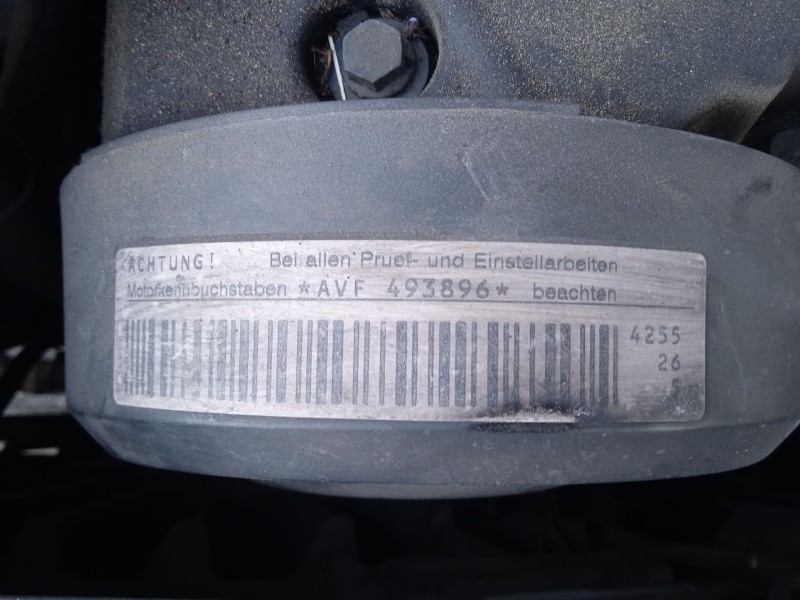 ACHTUNG! Bei allen Pruef- und Einstellarbeiten
Motorkennbuchstaben *AVF 493896* beachten
4255
26
5